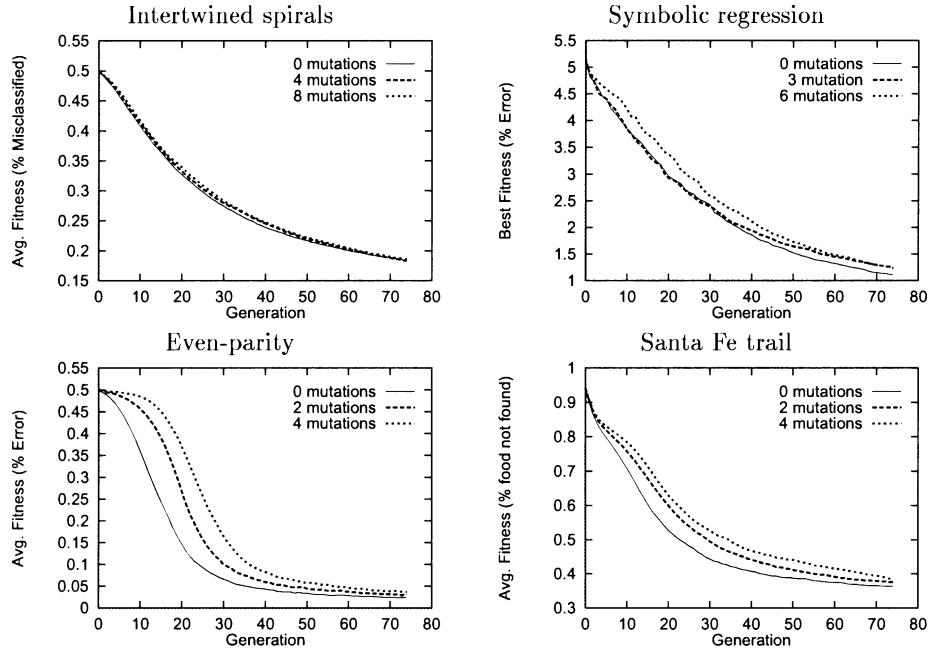 Intertwined spirals
Avg. Fitness (% Misclassified)
0.55
0.5
0.45
0.4
0.35
0.3
0.25
0.2
0.15
0 mutations
4 mutations
8 mutations
0 10 20 30 40 50 60 70 80
Generation
Symbolic regression
Best Fitness (% Error)
5.5
5
4.5
4
3.5
3
2.5
2
1.5
1
0 mutations
3 mutation
6 mutations
0 10 20 30 40 50 60 70 80
Generation
Even-parity
Avg. Fitness (% Error)
0.55
0.5
0.45
0.4
0.35
0.3
0.25
0.2
0.15
0.1
0.05
0
0 mutations
2 mutations
4 mutations
0 10 20 30 40 50 60 70 80
Generation
Santa Fe trail
Avg. Fitness (% food not found)
1
0.9
0.8
0.7
0.6
0.5
0.4
0.3
0 mutations
2 mutations
4 mutations
0 10 20 30 40 50 60 70 80
Generation